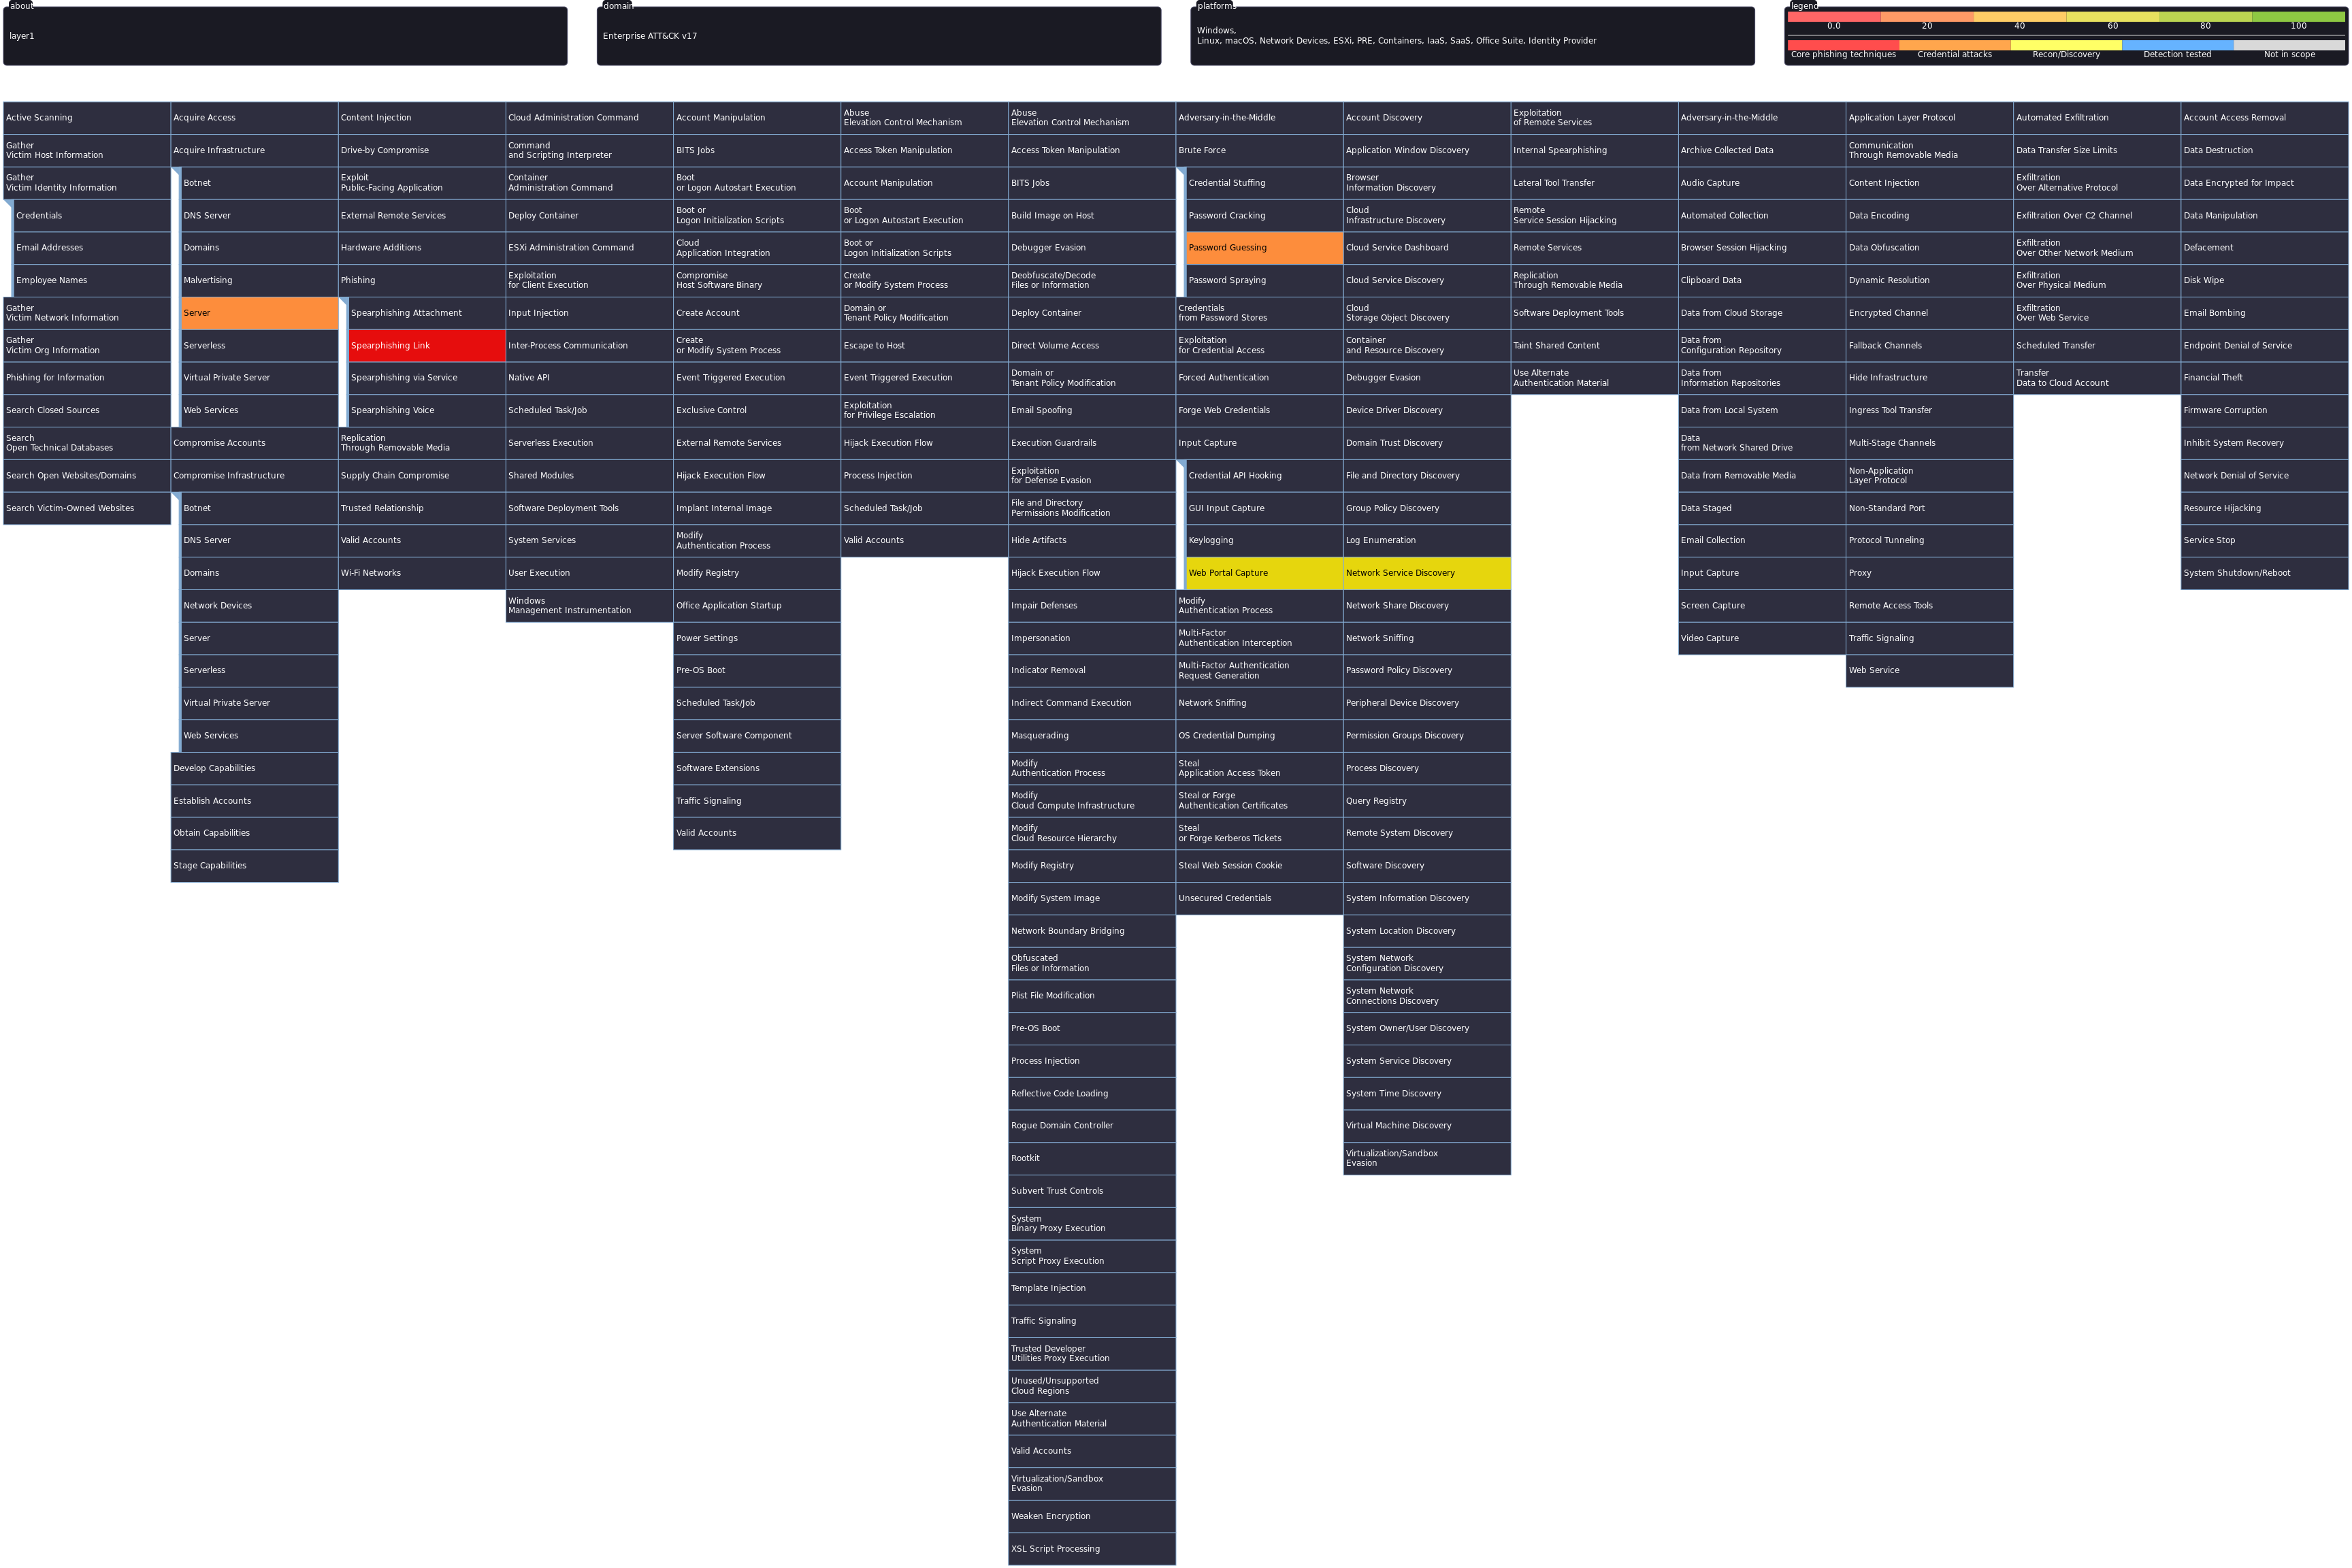 about
layer1
domain
Enterprise ATT&CK v17
platforms
Windows,
Linux, macOS, Network Devices, ESXi, PRE, Containers, IaaS, SaaS, Office Suite, Identity Provider
legend
0.0 20 40 60 80 100
Core phishing techniques Credential attacks Recon/Discovery Detection tested Not in scope
Active Scanning
Gather
Victim Host Information
Gather
Victim Identity Information
Credentials
Email Addresses
Employee Names
Gather
Victim Network Information
Gather
Victim Org Information
Phishing for Information
Search Closed Sources
Search
Open Technical Databases
Search Open Websites/Domains
Search Victim-Owned Websites
Acquire Access
Acquire Infrastructure
Botnet
DNS Server
Domains
Malvertising
Server
Serverless
Virtual Private Server
Web Services
Compromise Accounts
Compromise Infrastructure
Botnet
DNS Server
Domains
Network Devices
Server
Serverless
Virtual Private Server
Web Services
Develop Capabilities
Establish Accounts
Obtain Capabilities
Stage Capabilities
Content Injection
Drive-by Compromise
Exploit
Public-Facing Application
External Remote Services
Hardware Additions
Phishing
Spearphishing Attachment
Spearphishing Link
Spearphishing via Service
Spearphishing Voice
Replication
Through Removable Media
Supply Chain Compromise
Trusted Relationship
Valid Accounts
Wi-Fi Networks
Cloud Administration Command
Command
and Scripting Interpreter
Container
Administration Command
Deploy Container
ESXi Administration Command
Exploitation
for Client Execution
Input Injection
Inter-Process Communication
Native API
Scheduled Task/Job
Serverless Execution
Shared Modules
Software Deployment Tools
System Services
User Execution
Windows
Management Instrumentation
Account Manipulation
BITS Jobs
Boot
or Logon Autostart Execution
Boot or
Logon Initialization Scripts
Cloud
Application Integration
Compromise
Host Software Binary
Create Account
Create
or Modify System Process
Event Triggered Execution
Exclusive Control
External Remote Services
Hijack Execution Flow
Implant Internal Image
Modify
Authentication Process
Modify Registry
Office Application Startup
Power Settings
Pre-OS Boot
Scheduled Task/Job
Server Software Component
Software Extensions
Traffic Signaling
Valid Accounts
Abuse
Elevation Control Mechanism
Access Token Manipulation
Account Manipulation
Boot
or Logon Autostart Execution
Boot or
Logon Initialization Scripts
Create
or Modify System Process
Domain or
Tenant Policy Modification
Escape to Host
Event Triggered Execution
Exploitation
for Privilege Escalation
Hijack Execution Flow
Process Injection
Scheduled Task/Job
Valid Accounts
Abuse
Elevation Control Mechanism
Access Token Manipulation
BITS Jobs
Build Image on Host
Debugger Evasion
Deobfuscate/Decode
Files or Information
Deploy Container
Direct Volume Access
Domain or
Tenant Policy Modification
Email Spoofing
Execution Guardrails
Exploitation
for Defense Evasion
File and Directory
Permissions Modification
Hide Artifacts
Hijack Execution Flow
Impair Defenses
Impersonation
Indicator Removal
Indirect Command Execution
Masquerading
Modify
Authentication Process
Modify
Cloud Compute Infrastructure
Modify
Cloud Resource Hierarchy
Modify Registry
Modify System Image
Network Boundary Bridging
Obfuscated
Files or Information
Plist File Modification
Pre-OS Boot
Process Injection
Reflective Code Loading
Rogue Domain Controller
Rootkit
Subvert Trust Controls
System
Binary Proxy Execution
System
Script Proxy Execution
Template Injection
Traffic Signaling
Trusted Developer
Utilities Proxy Execution
Unused/Unsupported
Cloud Regions
Use Alternate
Authentication Material
Valid Accounts
Virtualization/Sandbox
Evasion
Weaken Encryption
XSL Script Processing
Adversary-in-the-Middle
Brute Force
Credential Stuffing
Password Cracking
Password Guessing
Password Spraying
Credentials
from Password Stores
Exploitation
for Credential Access
Forced Authentication
Forge Web Credentials
Input Capture
Credential API Hooking
GUI Input Capture
Keylogging
Web Portal Capture
Modify
Authentication Process
Multi-Factor
Authentication Interception
Multi-Factor Authentication
Request Generation
Network Sniffing
OS Credential Dumping
Steal
Application Access Token
Steal or Forge
Authentication Certificates
Steal
or Forge Kerberos Tickets
Steal Web Session Cookie
Unsecured Credentials
Account Discovery
Application Window Discovery
Browser
Information Discovery
Cloud
Infrastructure Discovery
Cloud Service Dashboard
Cloud Service Discovery
Cloud
Storage Object Discovery
Container
and Resource Discovery
Debugger Evasion
Device Driver Discovery
Domain Trust Discovery
File and Directory Discovery
Group Policy Discovery
Log Enumeration
Network Service Discovery
Network Share Discovery
Network Sniffing
Password Policy Discovery
Peripheral Device Discovery
Permission Groups Discovery
Process Discovery
Query Registry
Remote System Discovery
Software Discovery
System Information Discovery
System Location Discovery
System Network
Configuration Discovery
System Network
Connections Discovery
System Owner/User Discovery
System Service Discovery
System Time Discovery
Virtual Machine Discovery
Virtualization/Sandbox
Evasion
Exploitation
of Remote Services
Internal Spearphishing
Lateral Tool Transfer
Remote
Service Session Hijacking
Remote Services
Replication
Through Removable Media
Software Deployment Tools
Taint Shared Content
Use Alternate
Authentication Material
Adversary-in-the-Middle
Archive Collected Data
Audio Capture
Automated Collection
Browser Session Hijacking
Clipboard Data
Data from Cloud Storage
Data from
Configuration Repository
Data from
Information Repositories
Data from Local System
Data
from Network Shared Drive
Data from Removable Media
Data Staged
Email Collection
Input Capture
Screen Capture
Video Capture
Application Layer Protocol
Communication
Through Removable Media
Content Injection
Data Encoding
Data Obfuscation
Dynamic Resolution
Encrypted Channel
Fallback Channels
Hide Infrastructure
Ingress Tool Transfer
Multi-Stage Channels
Non-Application
Layer Protocol
Non-Standard Port
Protocol Tunneling
Proxy
Remote Access Tools
Traffic Signaling
Web Service
Automated Exfiltration
Data Transfer Size Limits
Exfiltration
Over Alternative Protocol
Exfiltration Over C2 Channel
Exfiltration
Over Other Network Medium
Exfiltration
Over Physical Medium
Exfiltration
Over Web Service
Scheduled Transfer
Transfer
Data to Cloud Account
Account Access Removal
Data Destruction
Data Encrypted for Impact
Data Manipulation
Defacement
Disk Wipe
Email Bombing
Endpoint Denial of Service
Financial Theft
Firmware Corruption
Inhibit System Recovery
Network Denial of Service
Resource Hijacking
Service Stop
System Shutdown/Reboot